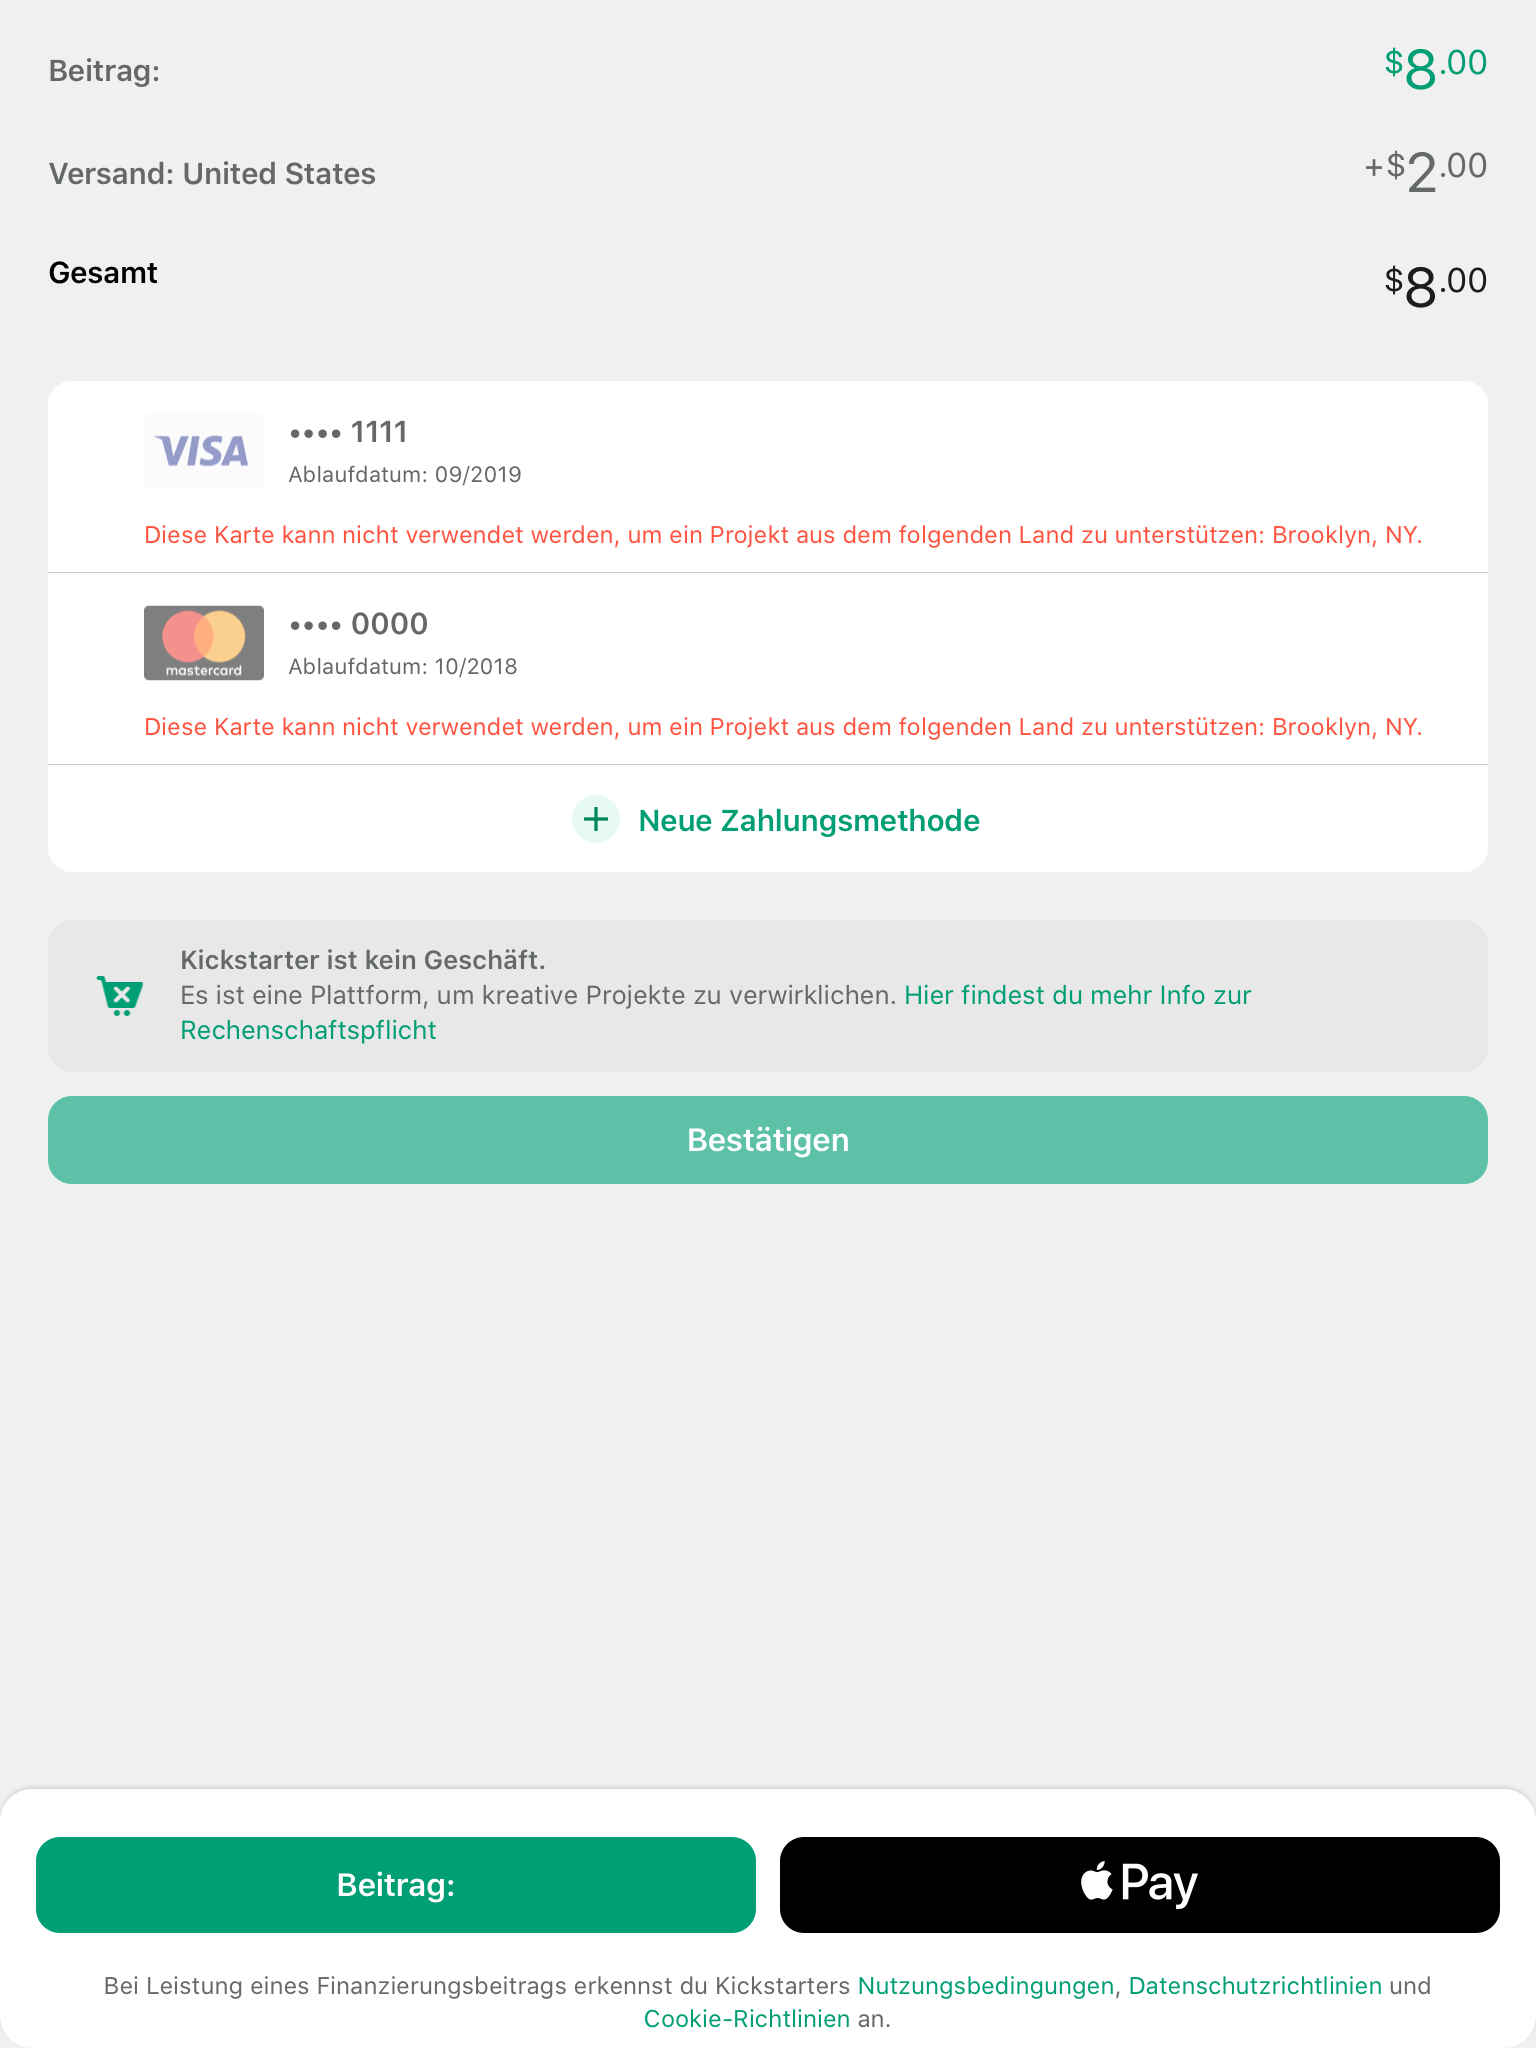 Beitrag: $8.00
Versand: United States +$2.00
Gesamt $8.00
VISA •••• 1111
Ablaufdatum: 09/2019
Diese Karte kann nicht verwendet werden, um ein Projekt aus dem folgenden Land zu unterstützen: Brooklyn, NY.
•••• 0000
mastercard Ablaufdatum: 10/2018
Diese Karte kann nicht verwendet werden, um ein Projekt aus dem folgenden Land zu unterstützen: Brooklyn, NY.
Neue Zahlungsmethode
Kickstarter ist kein Geschäft.
Es ist eine Plattform, um kreative Projekte zu verwirklichen. Hier findest du mehr Info zur
Rechenschaftspflicht
Bestätigen
Beitrag: Pay
Bei Leistung eines Finanzierungsbeitrags erkennst du Kickstarters Nutzungsbedingungen, Datenschutzrichtlinien und
Cookie-Richtlinien an.